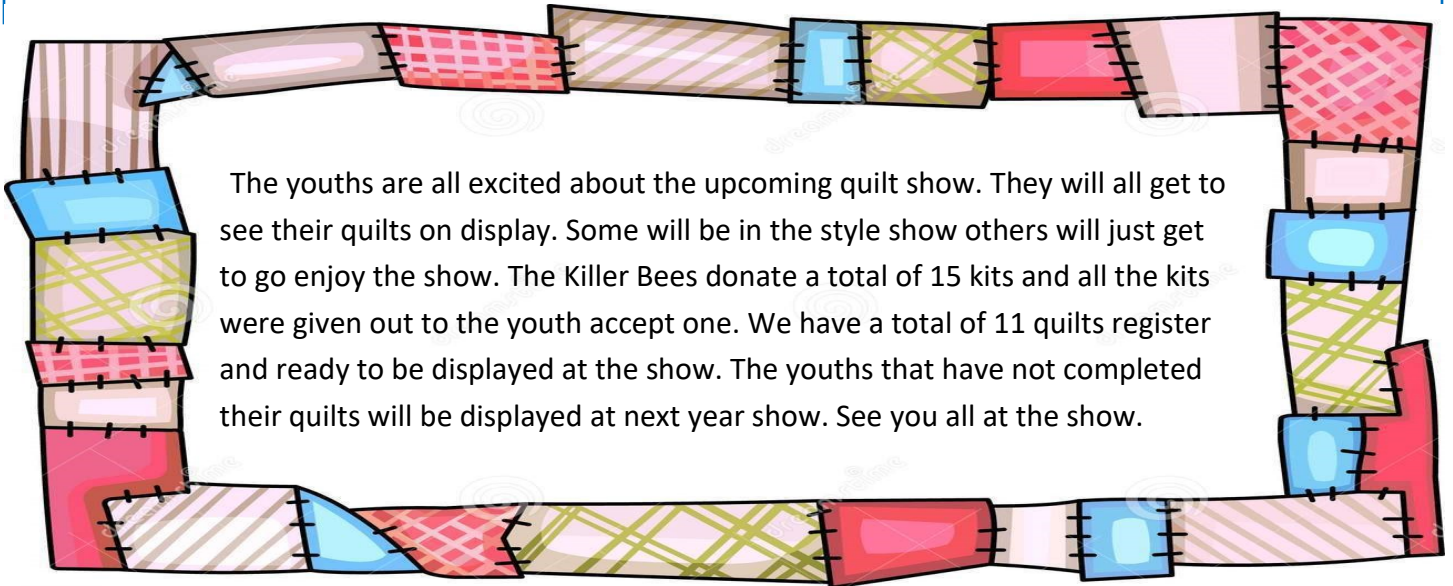 The youths are all excited about the upcoming quilt show. They will all get to
see their quilts on display. Some will be in the style show others will just get
to go enjoy the show. The Killer Bees donate a total of 15 kits and all the kits
were given out to the youth accept one. We have a total of 11 quilts register
and ready to be displayed at the show. The youths that have not completed
their quilts will be displayed at next year show. See you all at the show.